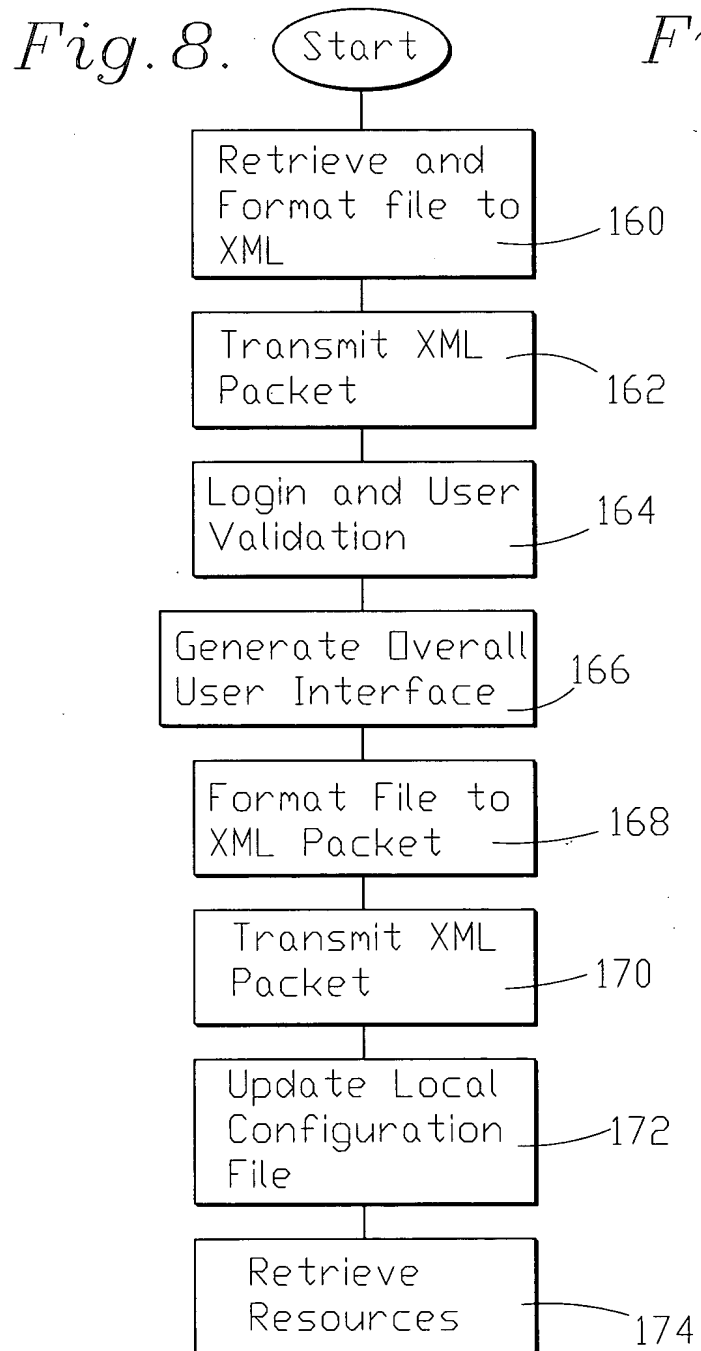 Fig. 8.
Start
F
Retrieve and
Format file to
XML
160
Transmit XML
Packet
162
Login and User
Validation
164
Generate Overall
User Interface
166
Format File to
XML Packet
168
Transmit XML
Packet
170
Update Local
Configuration
File
172
Retrieve
Resources
174